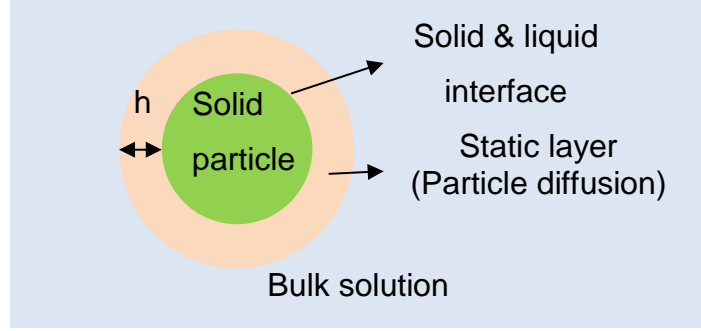 Solid & liquid
interface
h
Solid
particle
Static layer
(Particle diffusion)
Bulk solution